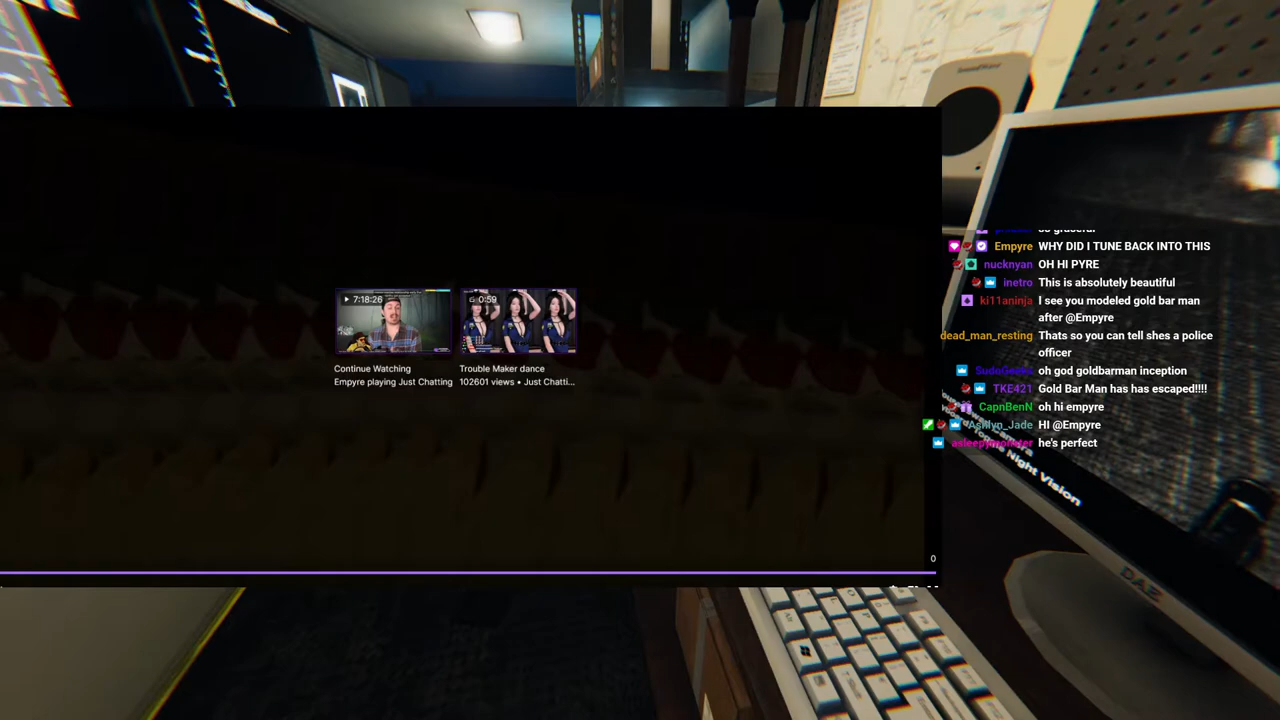 Empyre WHY DID I TUNE BACK INTO THIS
nucknyan OH HI PYRE
inetro This is absolutely beautiful
ki11aninja I see you modeled gold bar man
after @Empyre
dead_man_resting Thats so you can tell shes a police
officer
oh god goldbarman inception
TKE421 Gold Bar Man has has escaped!!!!
CapnBenN oh hi empyre
Ashlyn_Jade HI @Empyre
asleepymonster he's perfect
7:18:26
0:59
Continue Watching
Empyre playing Just Chatting
Trouble Maker dance
102601 views • Just Chatti...
0
Night Vision
DAE